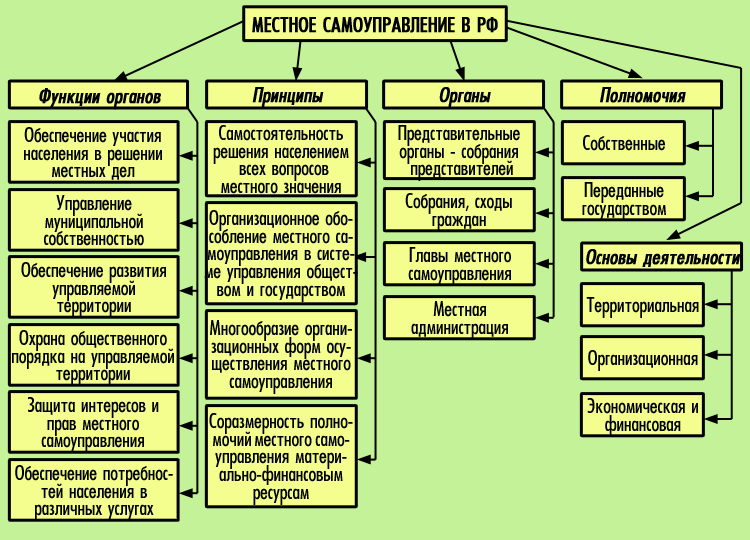 МЕСТНОЕ САМОУПРАВЛЕНИЕ В РФ
Функции органов
Обеспечение участия
населения в решении
местных дел
Управление
муниципальной
собственностью
Обеспечение развития
управляемой
территории
Охрана общественного
порядка на управляемой
территории
Защита интересов и
прав местного
самоуправления
Обеспечение потребнос-
тей населения в
различных услугах
Принципы
Самостоятельность
решения населением
всех вопросов
местного значения
Организационное обо-
собление местного са-
моуправления в систе-
ме управления общест-
вом и государством
Многообразие органи-
зационных форм осу-
ществления местного
самоуправления
Соразмерность полно-
мочий местного само-
управления матери-
ально-финансовым
ресурсам
Органы
Представительные
органы - собрания
представителей
Собрания, сходы
граждан
Главы местного
самоуправления
Местная
администрация
Полномочия
Собственные
Переданные
государством
Основы деятельности
Территориальная
Организационная
Экономическая и
финансовая